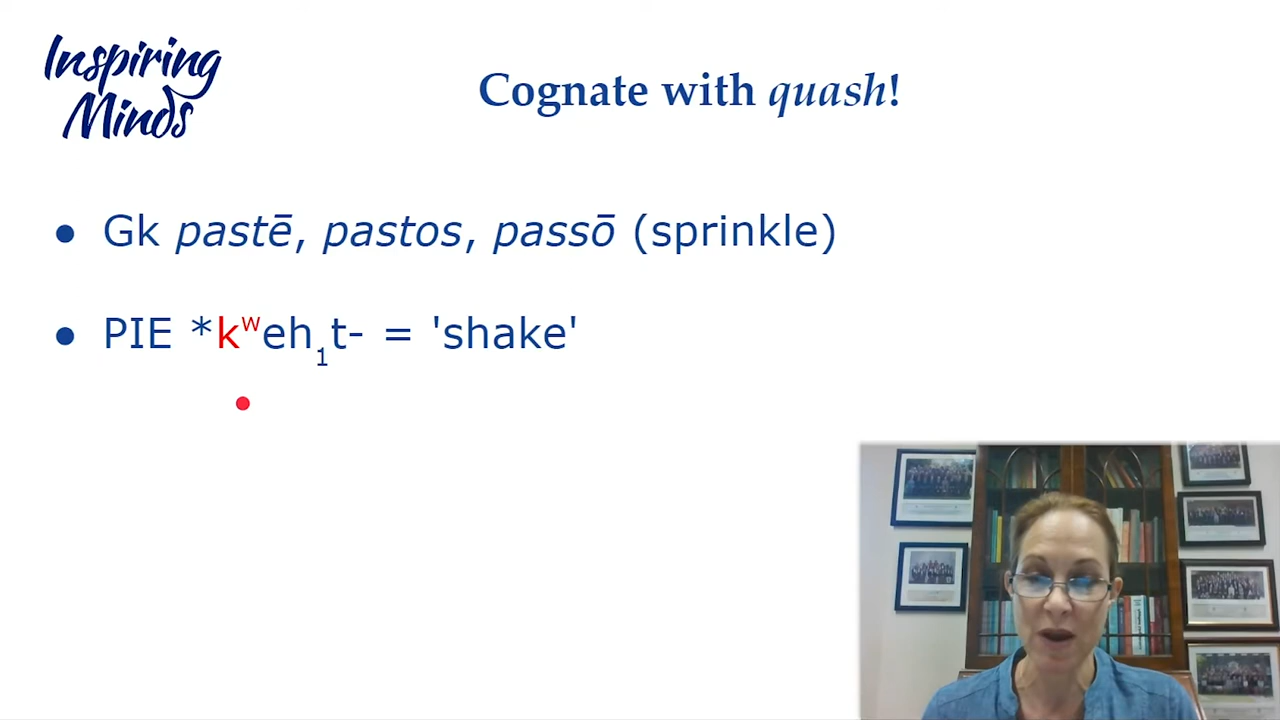 Inspiring
Minds
Cognate with quash!
• Gk pastē, pastos, passō (sprinkle)
• PIE *kʷeh₁t- = 'shake'